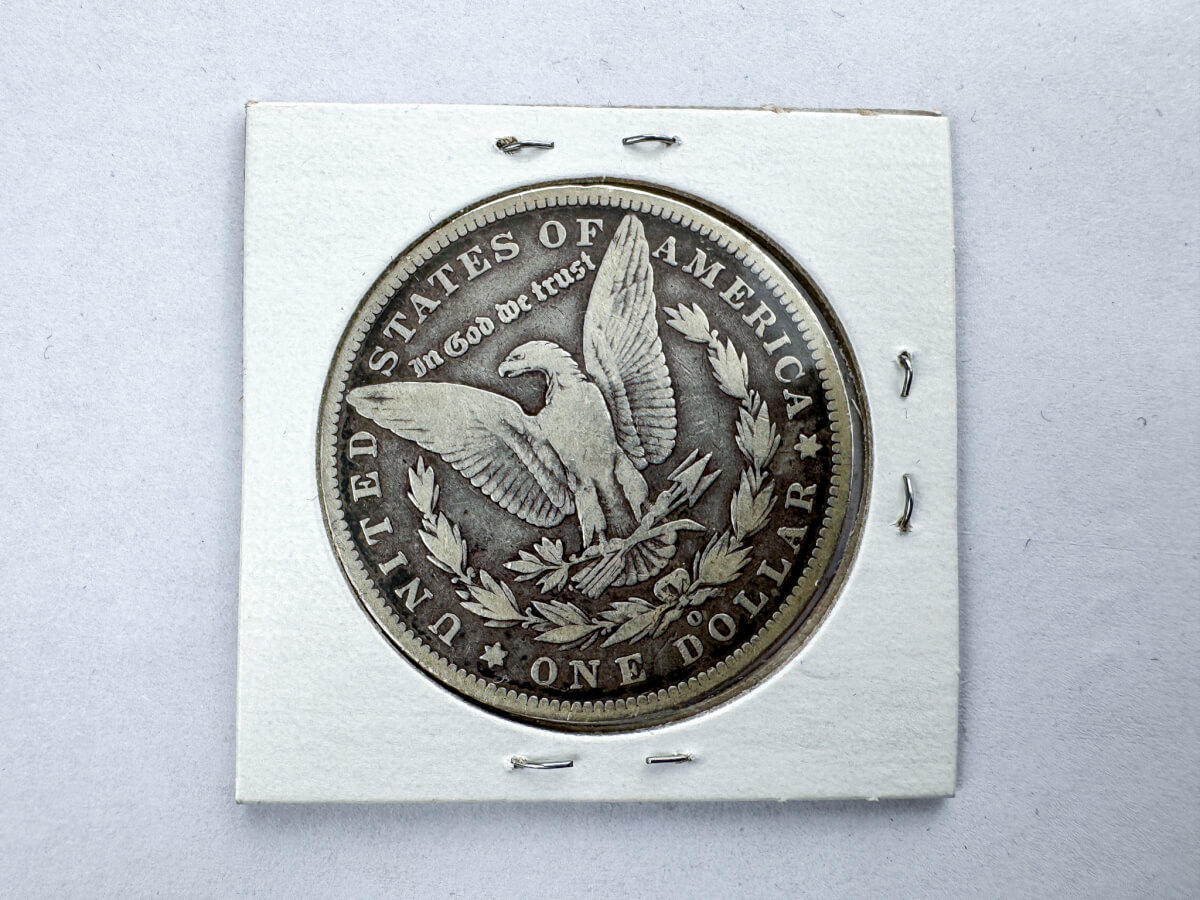 UNITED STATES OF AMERICA
In God we trust
O
ONE DOLLAR